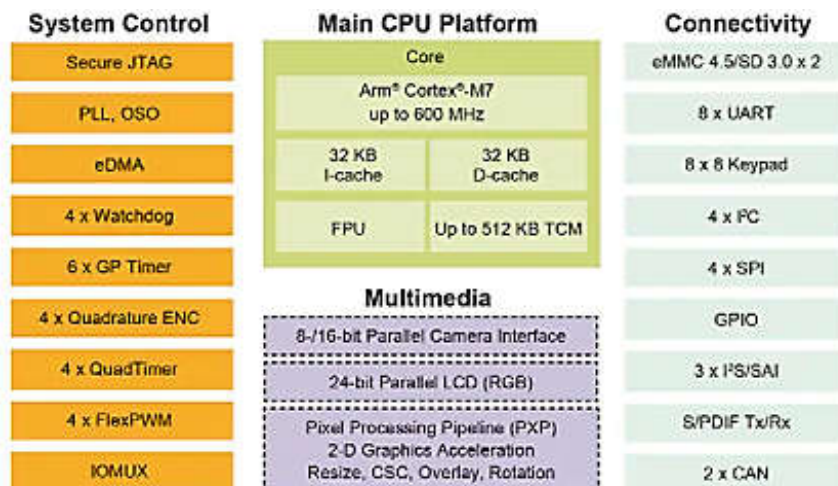 System Control
Secure JTAG
PLL, OSO
eDMA
4 x Watchdog
6 x GP Timer
4 x Quadrature ENC
4 x QuadTimer
4 x FlexPWM
IOMUX
Main CPU Platform
Core
Arm® Cortex®-M7
up to 600 MHz
32 KB
I-cache
32 KB
D-cache
FPU
Up to 512 KB TCM
Multimedia
8-/16-bit Parallel Camera Interface
24-bit Parallel LCD (RGB)
Pixel Processing Pipeline (PXP)
2-D Graphics Acceleration
Resize, CSC, Overlay, Rotation
Connectivity
eMMC 4.5/SD 3.0 x 2
8 x UART
8 x 8 Keypad
4 x I²C
4 x SPI
GPIO
3 x I²S/SAI
S/PDIF Tx/Rx
2 x CAN